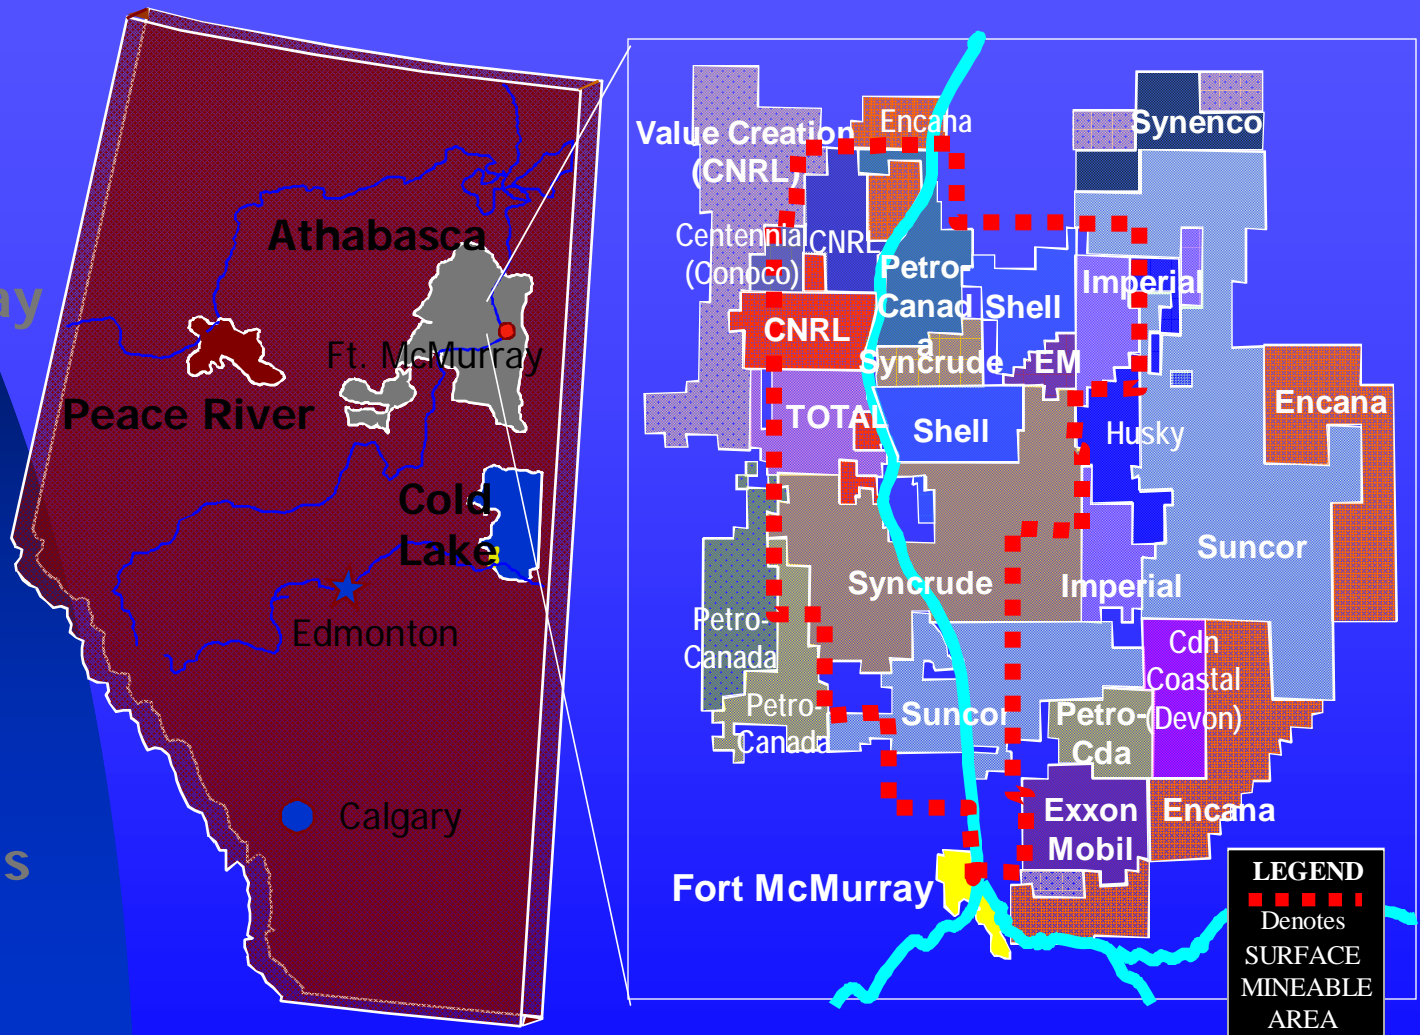 ay
s
Athabasca
Ft. McMurray
Peace River
Cold
Lake
Edmonton
Calgary
Value Creation
(CNRL)
Encana
Synenco
Centennial
(Conoco)
CNRL
Petro-
Canad
a
Shell
Imperial
CNRL
Syncrude
EM
TOTAL
Shell
Husky
Encana
Syncrude
Imperial
Suncor
Petro-
Canada
Cdn
Coastal
(Devon)
Petro-
Canada
Suncor
Petro-
Cda
Exxon
Mobil
Encana
Fort McMurray
LEGEND
Denotes
SURFACE
MINEABLE
AREA